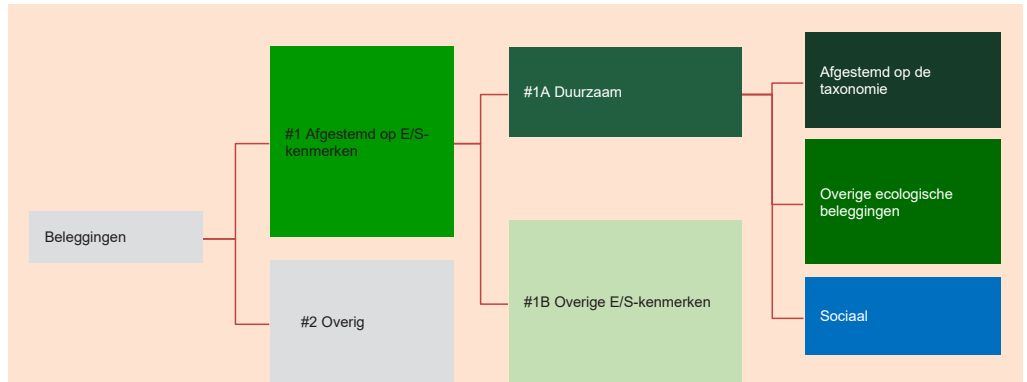 Beleggingen
#1 Afgestemd op E/S-
kenmerken
#2 Overig
#1A Duurzaam
#1B Overige E/S-kenmerken
Afgestemd op de
taxonomie
Overige ecologische
beleggingen
Sociaal